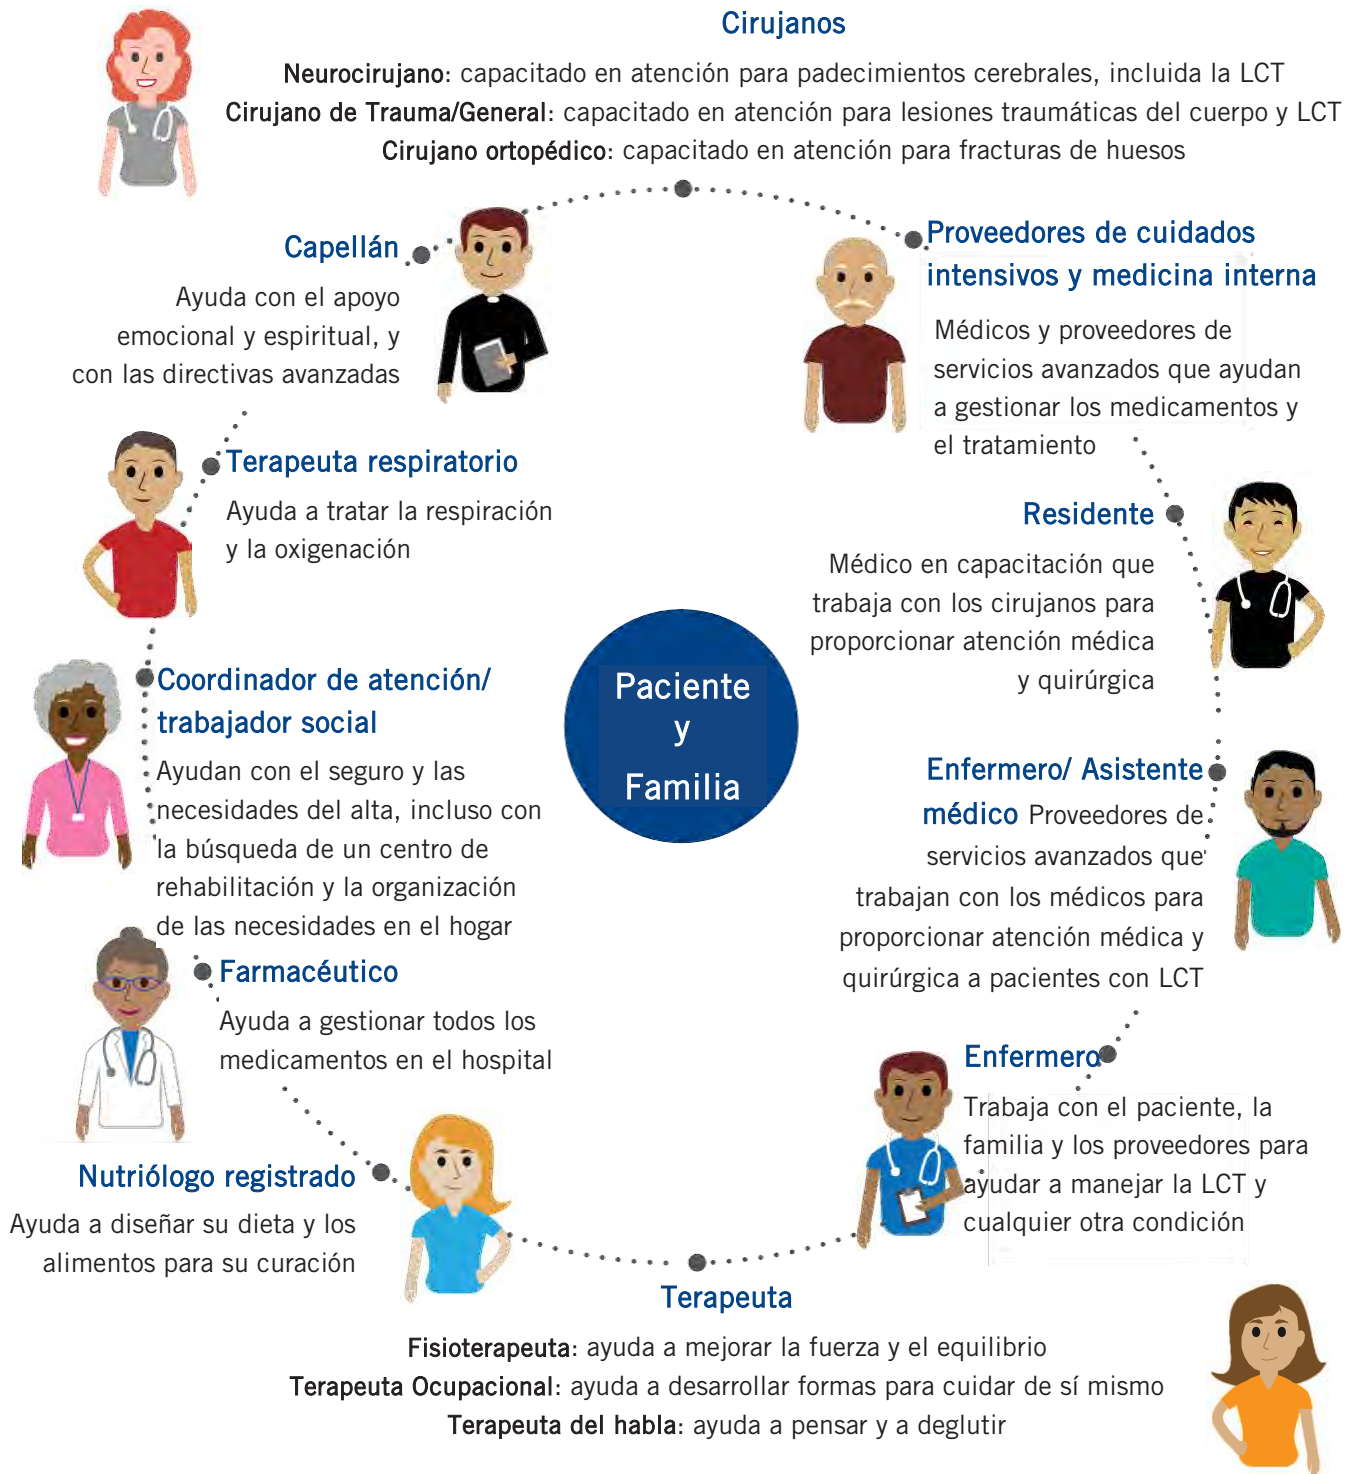 Cirujanos
Neurocirujano: capacitado en atención para padecimientos cerebrales, incluida la LCT
Cirujano de Trauma/General: capacitado en atención para lesiones traumáticas del cuerpo y LCT
Cirujano ortopédico: capacitado en atención para fracturas de huesos
Capellán
Ayuda con el apoyo
emocional y espiritual, y
con las directivas avanzadas
Proveedores de cuidados
intensivos y medicina interna
Médicos y proveedores de
servicios avanzados que ayudan
a gestionar los medicamentos y
el tratamiento
Terapeuta respiratorio
Ayuda a tratar la respiración
y la oxigenación
Residente
Médico en capacitación que
trabaja con los cirujanos para
proporcionar atención médica
y quirúrgica
Paciente
y
Familia
Coordinador de atención/
trabajador social
Ayudan con el seguro y las
necesidades del alta, incluso con
la búsqueda de un centro de
rehabilitación y la organización
de las necesidades en el hogar
Enfermero/ Asistente
médico Proveedores de
servicios avanzados que
trabajan con los médicos para
proporcionar atención médica y
quirúrgica a pacientes con LCT
Farmacéutico
Ayuda a gestionar todos los
medicamentos en el hospital
Enfermero
Trabaja con el paciente, la
familia y los proveedores para
ayudar a manejar la LCT y
cualquier otra condición
Nutriólogo registrado
Ayuda a diseñar su dieta y los
alimentos para su curación
Terapeuta
Fisioterapeuta: ayuda a mejorar la fuerza y el equilibrio
Terapeuta Ocupacional: ayuda a desarrollar formas para cuidar de sí mismo
Terapeuta del habla: ayuda a pensar y a deglutir